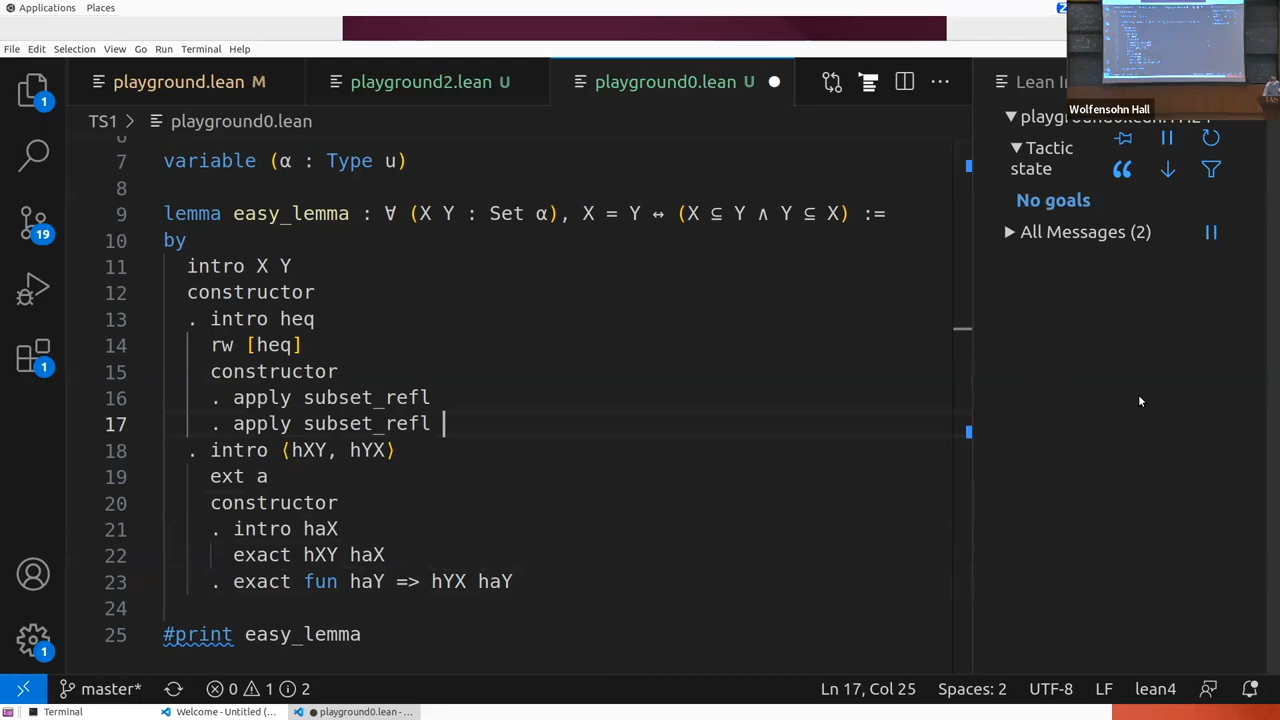 Applications Places
File Edit Selection View Go Run Terminal Help
playground.lean M
playground2.lean U
playground0.lean U
Wolfensohn Hall
TS1 > playground0.lean
7 variable (α : Type u)
8
9 lemma easy_lemma : ∀ (X Y : Set α), X = Y ↔ (X ⊆ Y ∧ Y ⊆ X) :=
10 by
11 intro X Y
12 constructor
13 . intro heq
14 rw [heq]
15 constructor
16 . apply subset_refl
17 . apply subset_refl
18 . intro ⟨hXY, hYX⟩
19 ext a
20 constructor
21 . intro haX
22 exact hXY haX
23 . exact fun haY => hYX haY
24
25 #print easy_lemma
Tactic
state
No goals
All Messages (2)
1
19
1
1
master* 0 1 2 Ln 17, Col 25 Spaces: 2 UTF-8 LF lean4
Terminal Welcome - Untitled (... playground0.lean - ...